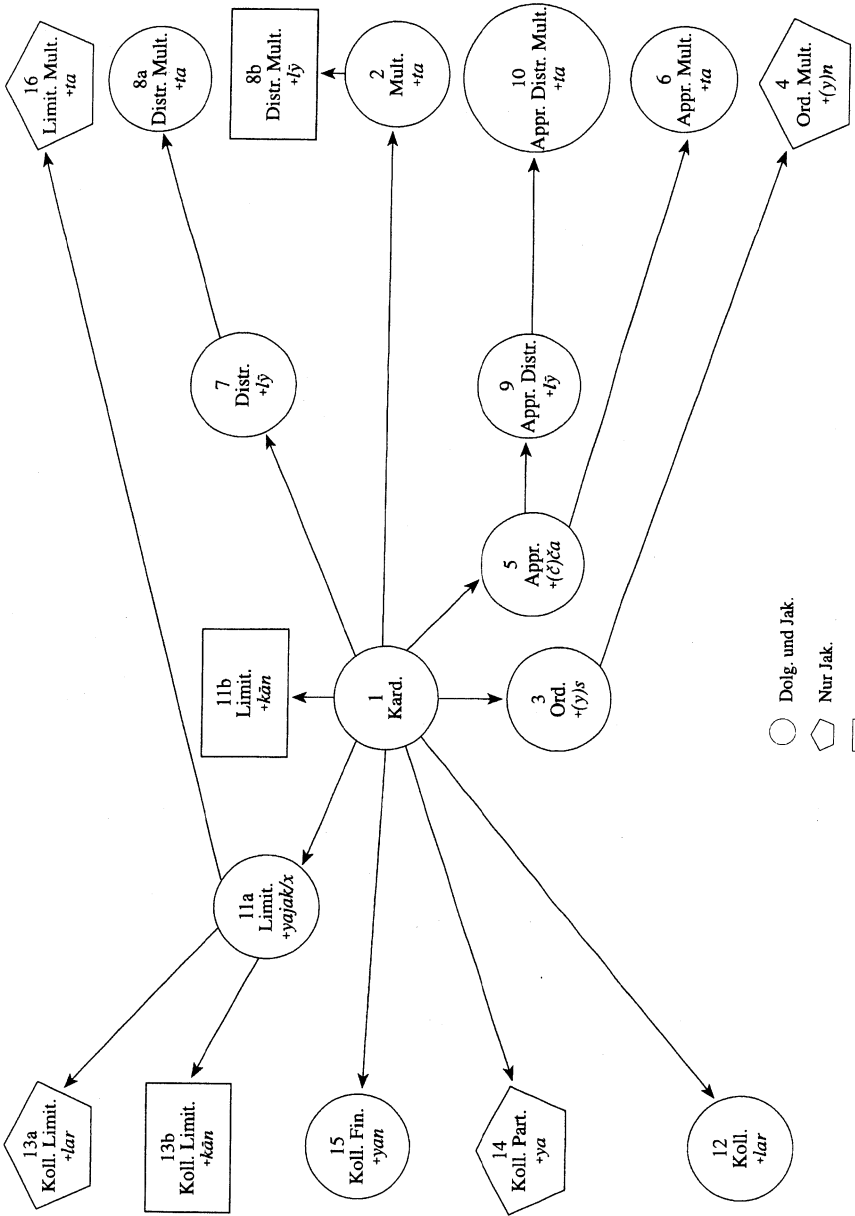 16
Limit. Mult.
+ta
8a
Distr. Mult.
+ta
8b
Distr. Mult.
+lȳ
2
Mult.
+ta
10
Appr. Distr. Mult.
+ta
6
Appr. Mult.
+ta
4
Ord. Mult.
+(y)n
7
Distr.
+lȳ
9
Appr. Distr.
+lȳ
5
Appr.
+(č)ča
11b
Limit.
+kān
1
Kard.
3
Ord.
+(y)s
11a
Limit.
+yajak/x
13a
Koll. Limit.
+lar
13b
Koll. Limit.
+kān
15
Koll. Fin.
+yan
14
Koll. Part.
+ya
12
Koll.
+lar
Dolg. und Jak.
Nur Jak.